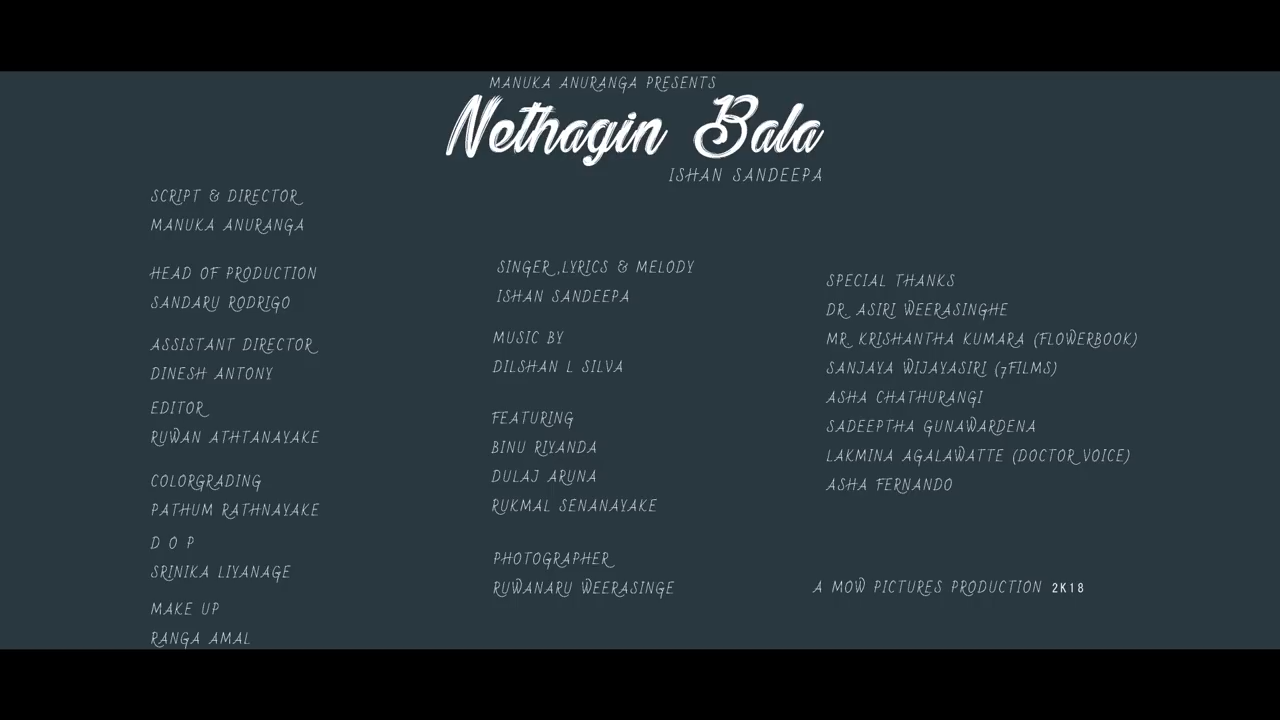 MANUKA ANURANGA PRESENTS
Nethagin Bala
ISHAN SANDEEPA
SCRIPT & DIRECTOR
MANUKA ANURANGA
HEAD OF PRODUCTION
SANDARU RODRIGO
ASSISTANT DIRECTOR
DINESH ANTONY
EDITOR
RUWAN ATHTANAYAKE
COLORGRADING
PATHUM RATHNAYAKE
D O P
SRINIKA LIYANAGE
MAKE UP
RANGA AMAL
SINGER ,LYRICS & MELODY
ISHAN SANDEEPA
MUSIC BY
DILSHAN L SILVA
FEATURING
BINU RIYANDA
DULAJ ARUNA
RUKMAL SENANAYAKE
PHOTOGRAPHER
RUWANARU WEERASINGE
SPECIAL THANKS
DR. ASIRI WEERASINGHE
MR. KRISHANTHA KUMARA (FLOWERBOOK)
SANJAYA WIJAYASIRI (7FILMS)
ASHA CHATHURANGI
SADEEPTHA GUNAWARDENA
LAKMINA AGALAWATTE (DOCTOR VOICE)
ASHA FERNANDO
A MOW PICTURES PRODUCTION 2K18